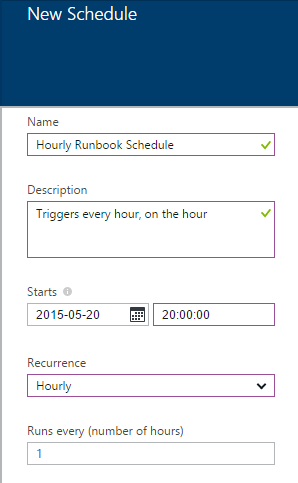 New Schedule
Name
Hourly Runbook Schedule
Description
Triggers every hour, on the hour
Starts
2015-05-20 20:00:00
Recurrence
Hourly
Runs every (number of hours)
1